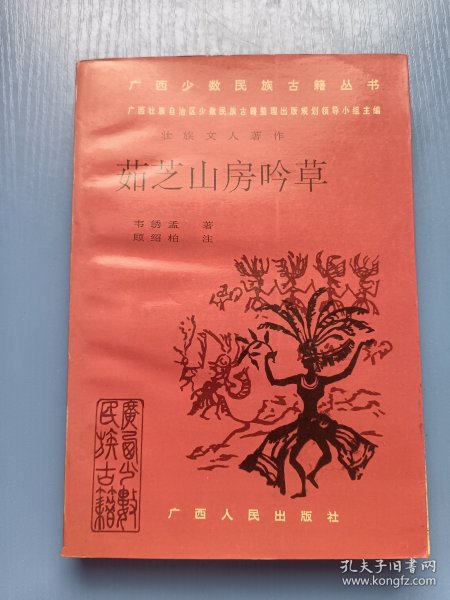 广西少数民族古籍丛书
广西壮族自治区少数民族古籍整理出版规划领导小组主编
壮族文人著作
茹芝山房吟草
韦绣孟 著
顾绍柏 注
廣西少數
民族古籍
广西人民出版社
孔夫子旧书网
www.kongfz.com